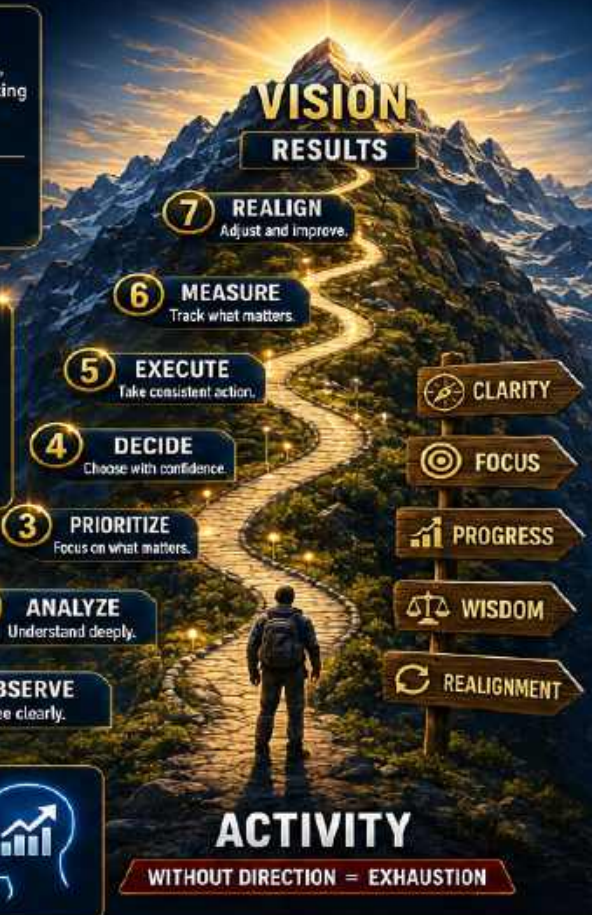 VISION
RESULTS
7 REALIGN
Adjust and improve.
6 MEASURE
Track what matters.
5 EXECUTE
Take consistent action.
4 DECIDE
Choose with confidence.
3 PRIORITIZE
Focus on what matters.
ANALYZE
Understand deeply.
CLARITY
FOCUS
PROGRESS
WISDOM
REALIGNMENT
clearly.
ACTIVITY
WITHOUT DIRECTION = EXHAUSTION